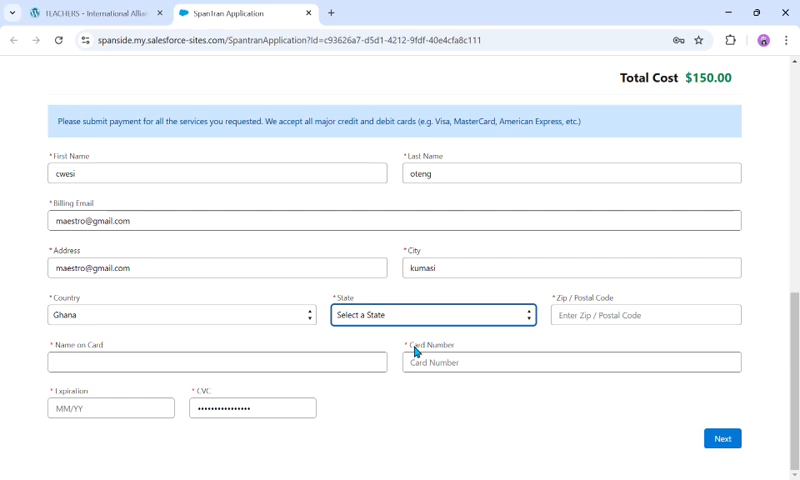 TEACHERS - International Allian
SpanTran Application
spanside.my.salesforce-sites.com/SpantranApplication?Id=c93626a7-d5d1-4212-9fdf-40e4cfa8c111
Total Cost $150.00
Please submit payment for all the services you requested. We accept all major credit and debit cards (e.g. Visa, MasterCard, American Express, etc.)
* First Name * Last Name
cwesi oteng
* Billing Email
maestro@gmail.com
* Address * City
maestro@gmail.com kumasi
* Country * State * Zip / Postal Code
Ghana Select a State Enter Zip / Postal Code
* Name on Card * Card Number
Card Number
* Expiration * CVC
MM/YY ••••••••••••••••
Next